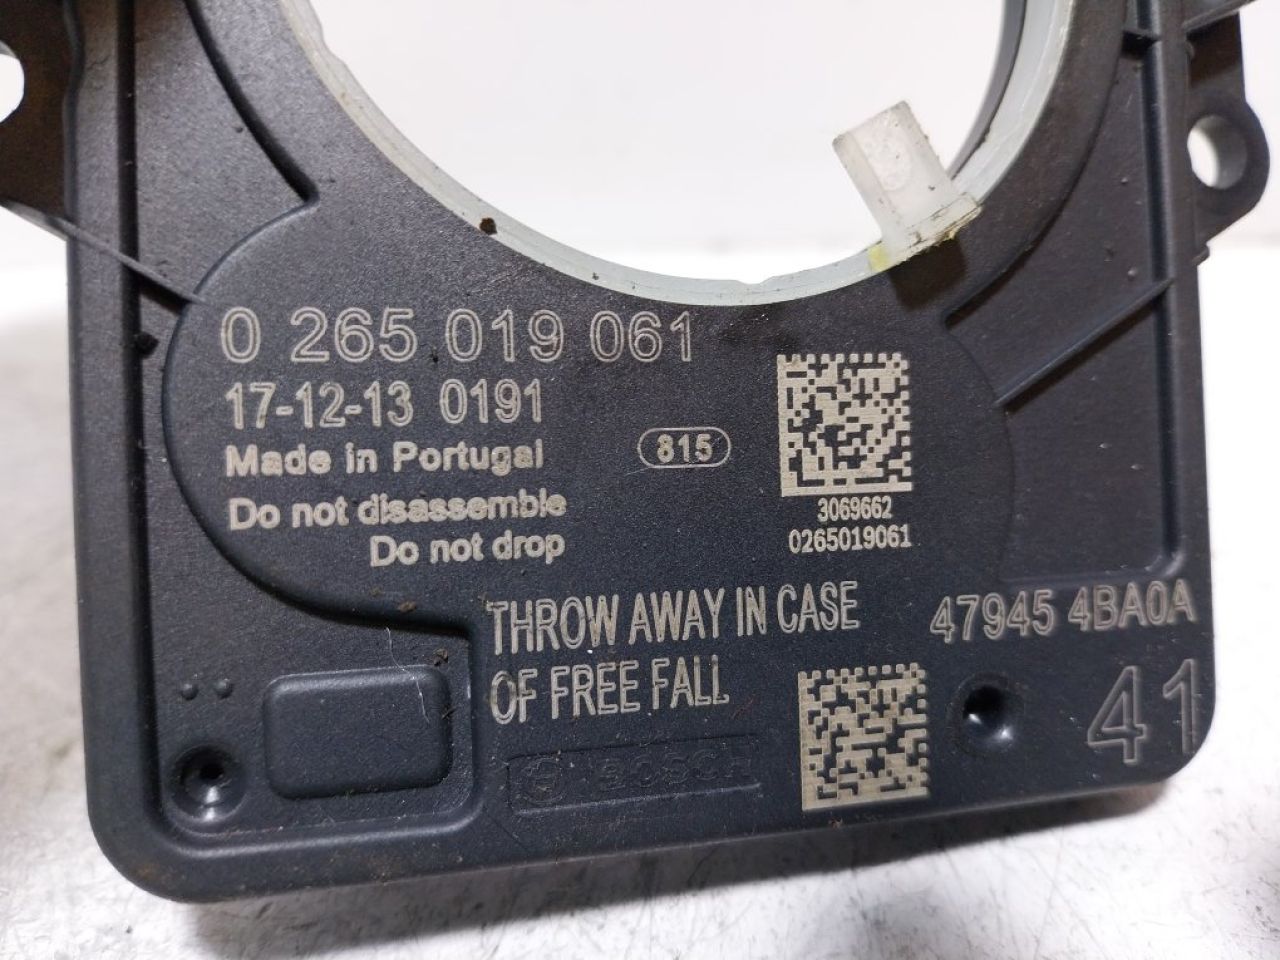 0 265 019 061
17-12-13 0191
Made in Portugal
815
Do not disassemble
Do not drop
3069662
0265019061
THROW AWAY IN CASE
OF FREE FALL
47945 4BA0A
41
BOSCH